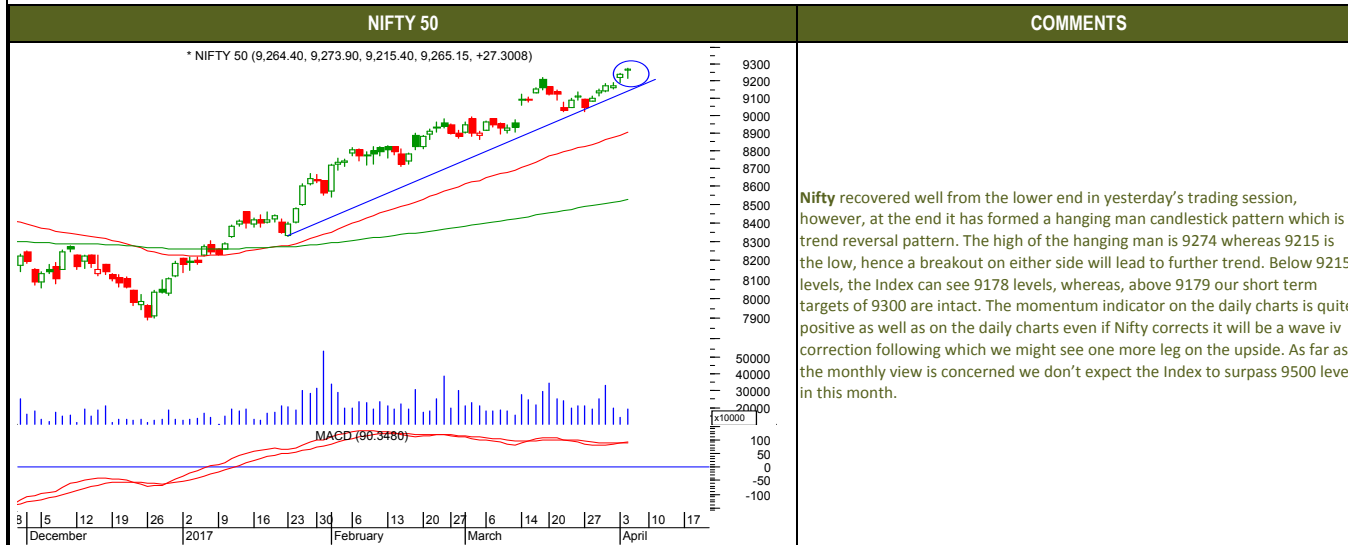 NIFTY 50
COMMENTS
* NIFTY 50 (9,264.40, 9,273.90, 9,215.40, 9,265.15, +27.3008)
9300
9200
9100
9000
8900
8800
8700
8600
8500
8400
8300
8200
8100
8000
7900
50000
40000
30000
20000
x10000
MACD (90.3480)
100
50
0
-50
-100
8 5 12 19 26 2 9 16 23 30 6 13 20 27 6 14 20 27 3 10 17
December 2017 February March April
Nifty recovered well from the lower end in yesterday's trading session,
however, at the end it has formed a hanging man candlestick pattern which is
trend reversal pattern. The high of the hanging man is 9274 whereas 9215 is
the low, hence a breakout on either side will lead to further trend. Below 9215
levels, the Index can see 9178 levels, whereas, above 9179 our short term
targets of 9300 are intact. The momentum indicator on the daily charts is quite
positive as well as on the daily charts even if Nifty corrects it will be a wave iv
correction following which we might see one more leg on the upside. As far as
the monthly view is concerned we don't expect the Index to surpass 9500 leve
in this month.